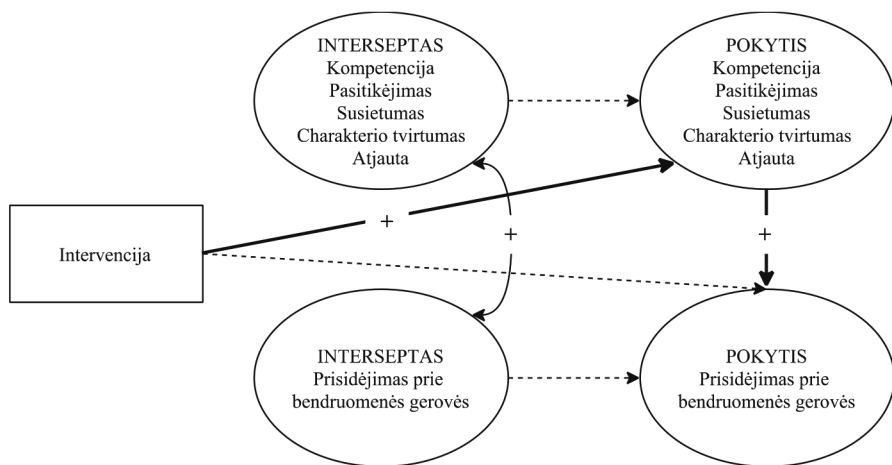 INTERSEPTAS
Kompetencija
Pasitikėjimas
Susietumas
Charakterio tvirtumas
Atjauta
POKYTIS
Kompetencija
Pasitikėjimas
Susietumas
Charakterio tvirtumas
Atjauta
+
+
+
Intervencija
INTERSEPTAS
Prisidėjimas prie
bendruomenės gerovės
POKYTIS
Prisidėjimas prie
bendruomenės gerovės